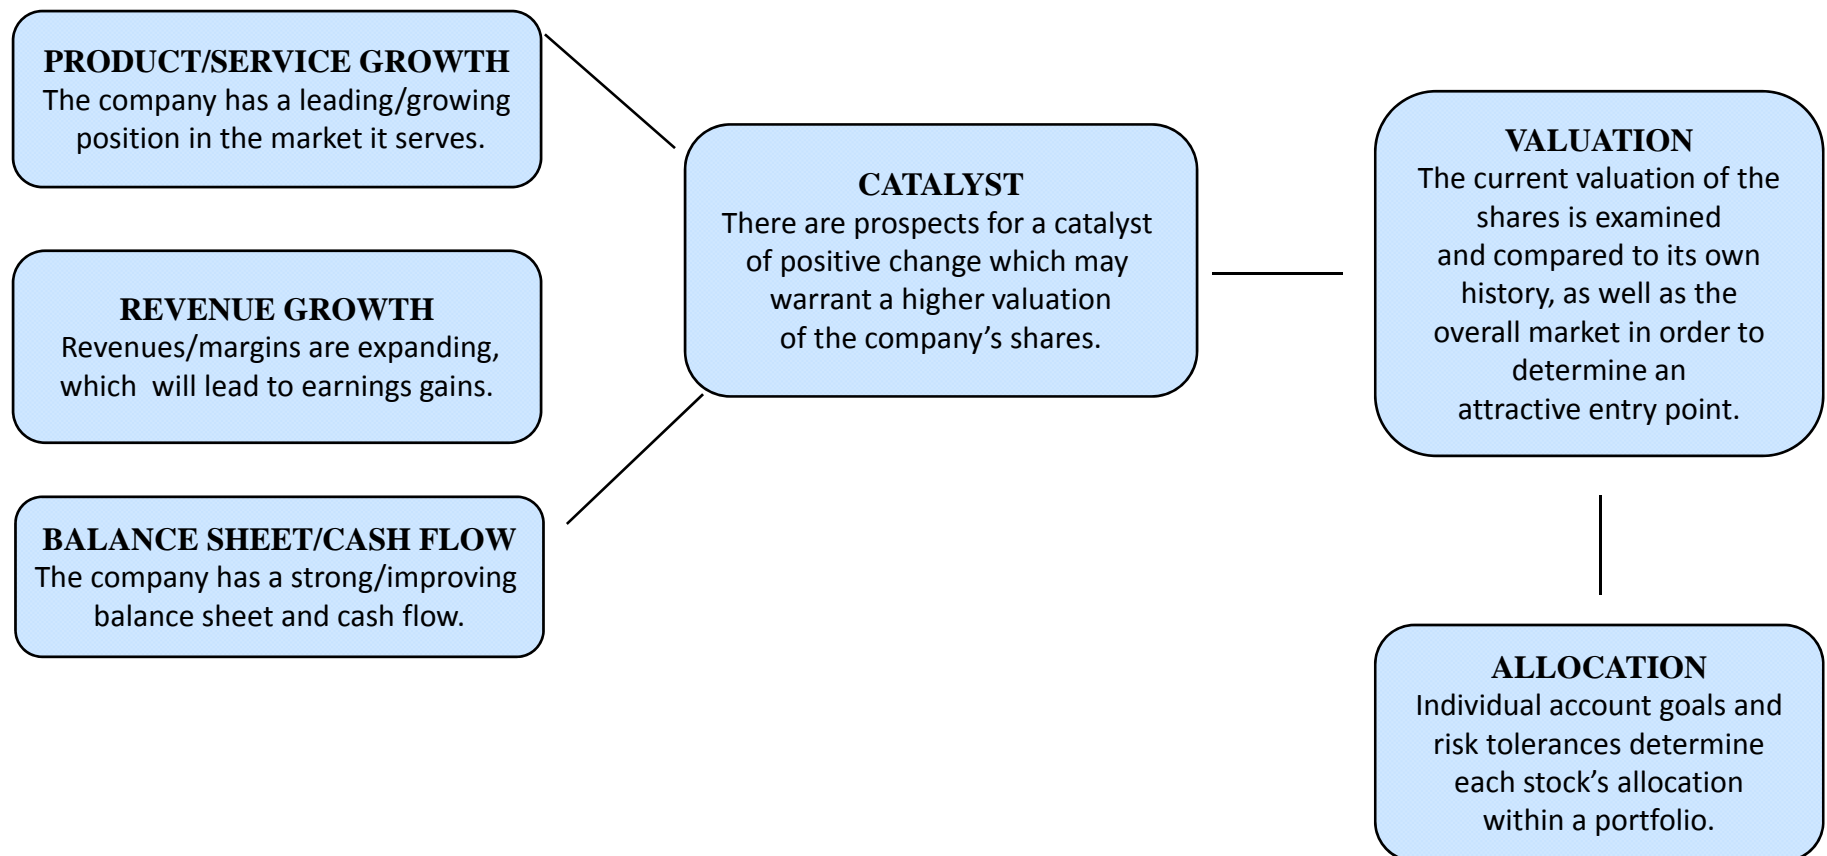 PRODUCT/SERVICE GROWTH
The company has a leading/growing
position in the market it serves.
REVENUE GROWTH
Revenues/margins are expanding,
which will lead to earnings gains.
BALANCE SHEET/CASH FLOW
The company has a strong/improving
balance sheet and cash flow.
CATALYST
There are prospects for a catalyst
of positive change which may
warrant a higher valuation
of the company’s shares.
VALUATION
The current valuation of the
shares is examined
and compared to its own
history, as well as the
overall market in order to
determine an
attractive entry point.
ALLOCATION
Individual account goals and
risk tolerances determine
each stock’s allocation
within a portfolio.